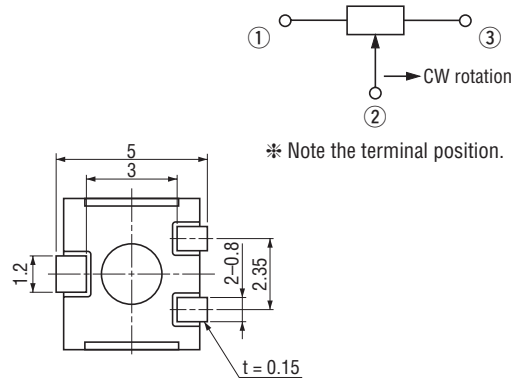 ① ③
CW rotation
②
⁜ Note the terminal position.
5
3
1.2
2–0.8
2.35
t = 0.15